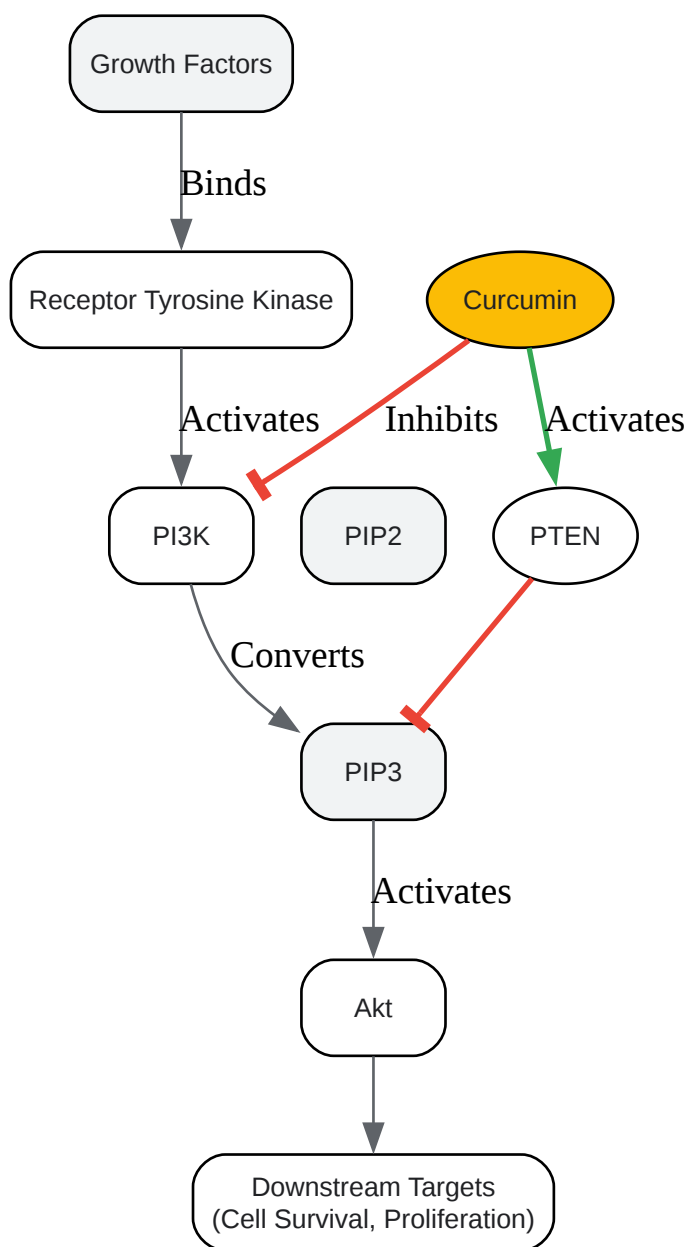 Growth Factors
Binds
Receptor Tyrosine Kinase
Curcumin
Activates
Inhibits
Activates
PI3K
PIP2
PTEN
Converts
PIP3
Activates
Akt
Downstream Targets
(Cell Survival, Proliferation)